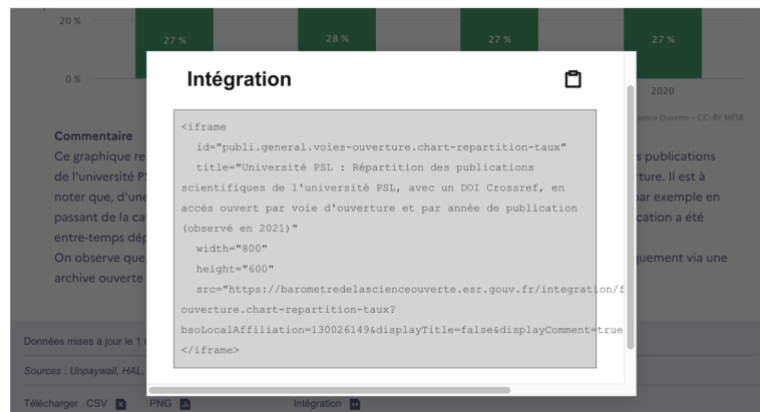 20 %
27 %
28 %
27 %
27 %
0 %
2020
ience Ouverte - CC-BY MESR
Intégration
<iframe
id="publi.general.voies-ouverture.chart-repartition-taux"
title="Université PSL : Répartition des publications
scientifiques de l'université PSL, avec un DOI Crossref, en
accès ouvert par voie d'ouverture et par année de publication
(observé en 2021)"
width="800"
height="600"
src="https://barometredelascienceouverte.esr.gouv.fr/integration/f
ouverture.chart-repartition-taux?
bsoLocalAffiliation=130026149&displayTitle=false&displayComment=true
</iframe>
Commentaire
Ce graphique re s publications
de l'université P rture. Il est à
noter que, d'une par exemple en
passant de la ca cation a été
entre-temps dép
On observe que quement via une
archive ouverte
Données mises à jour le 1
Sources : Unpaywall, HAL,
Télécharger CSV PNG Intégration